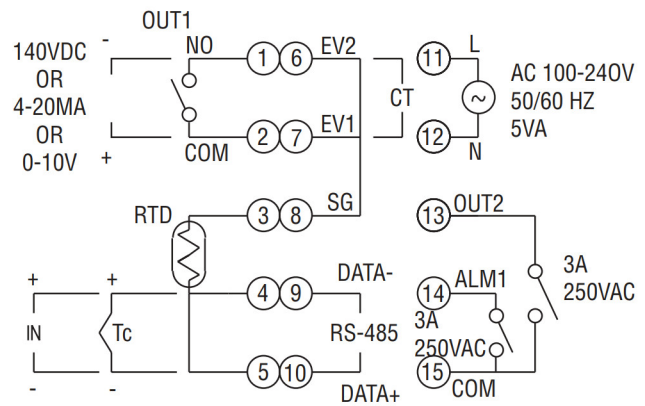 OUT1
140VDC
OR
4-20MA
OR
0-10V
-
+
NO
COM
1 6 EV2
2 7 EV1
CT
11 L
12 N
~
AC 100-240V
50/60 HZ
5VA
RTD
3 8 SG
13 OUT2
3A
250VAC
+ +
IN Tc
- -
4 9 DATA-
RS-485
5 10 DATA+
14 ALM1
3A
250VAC
15 COM